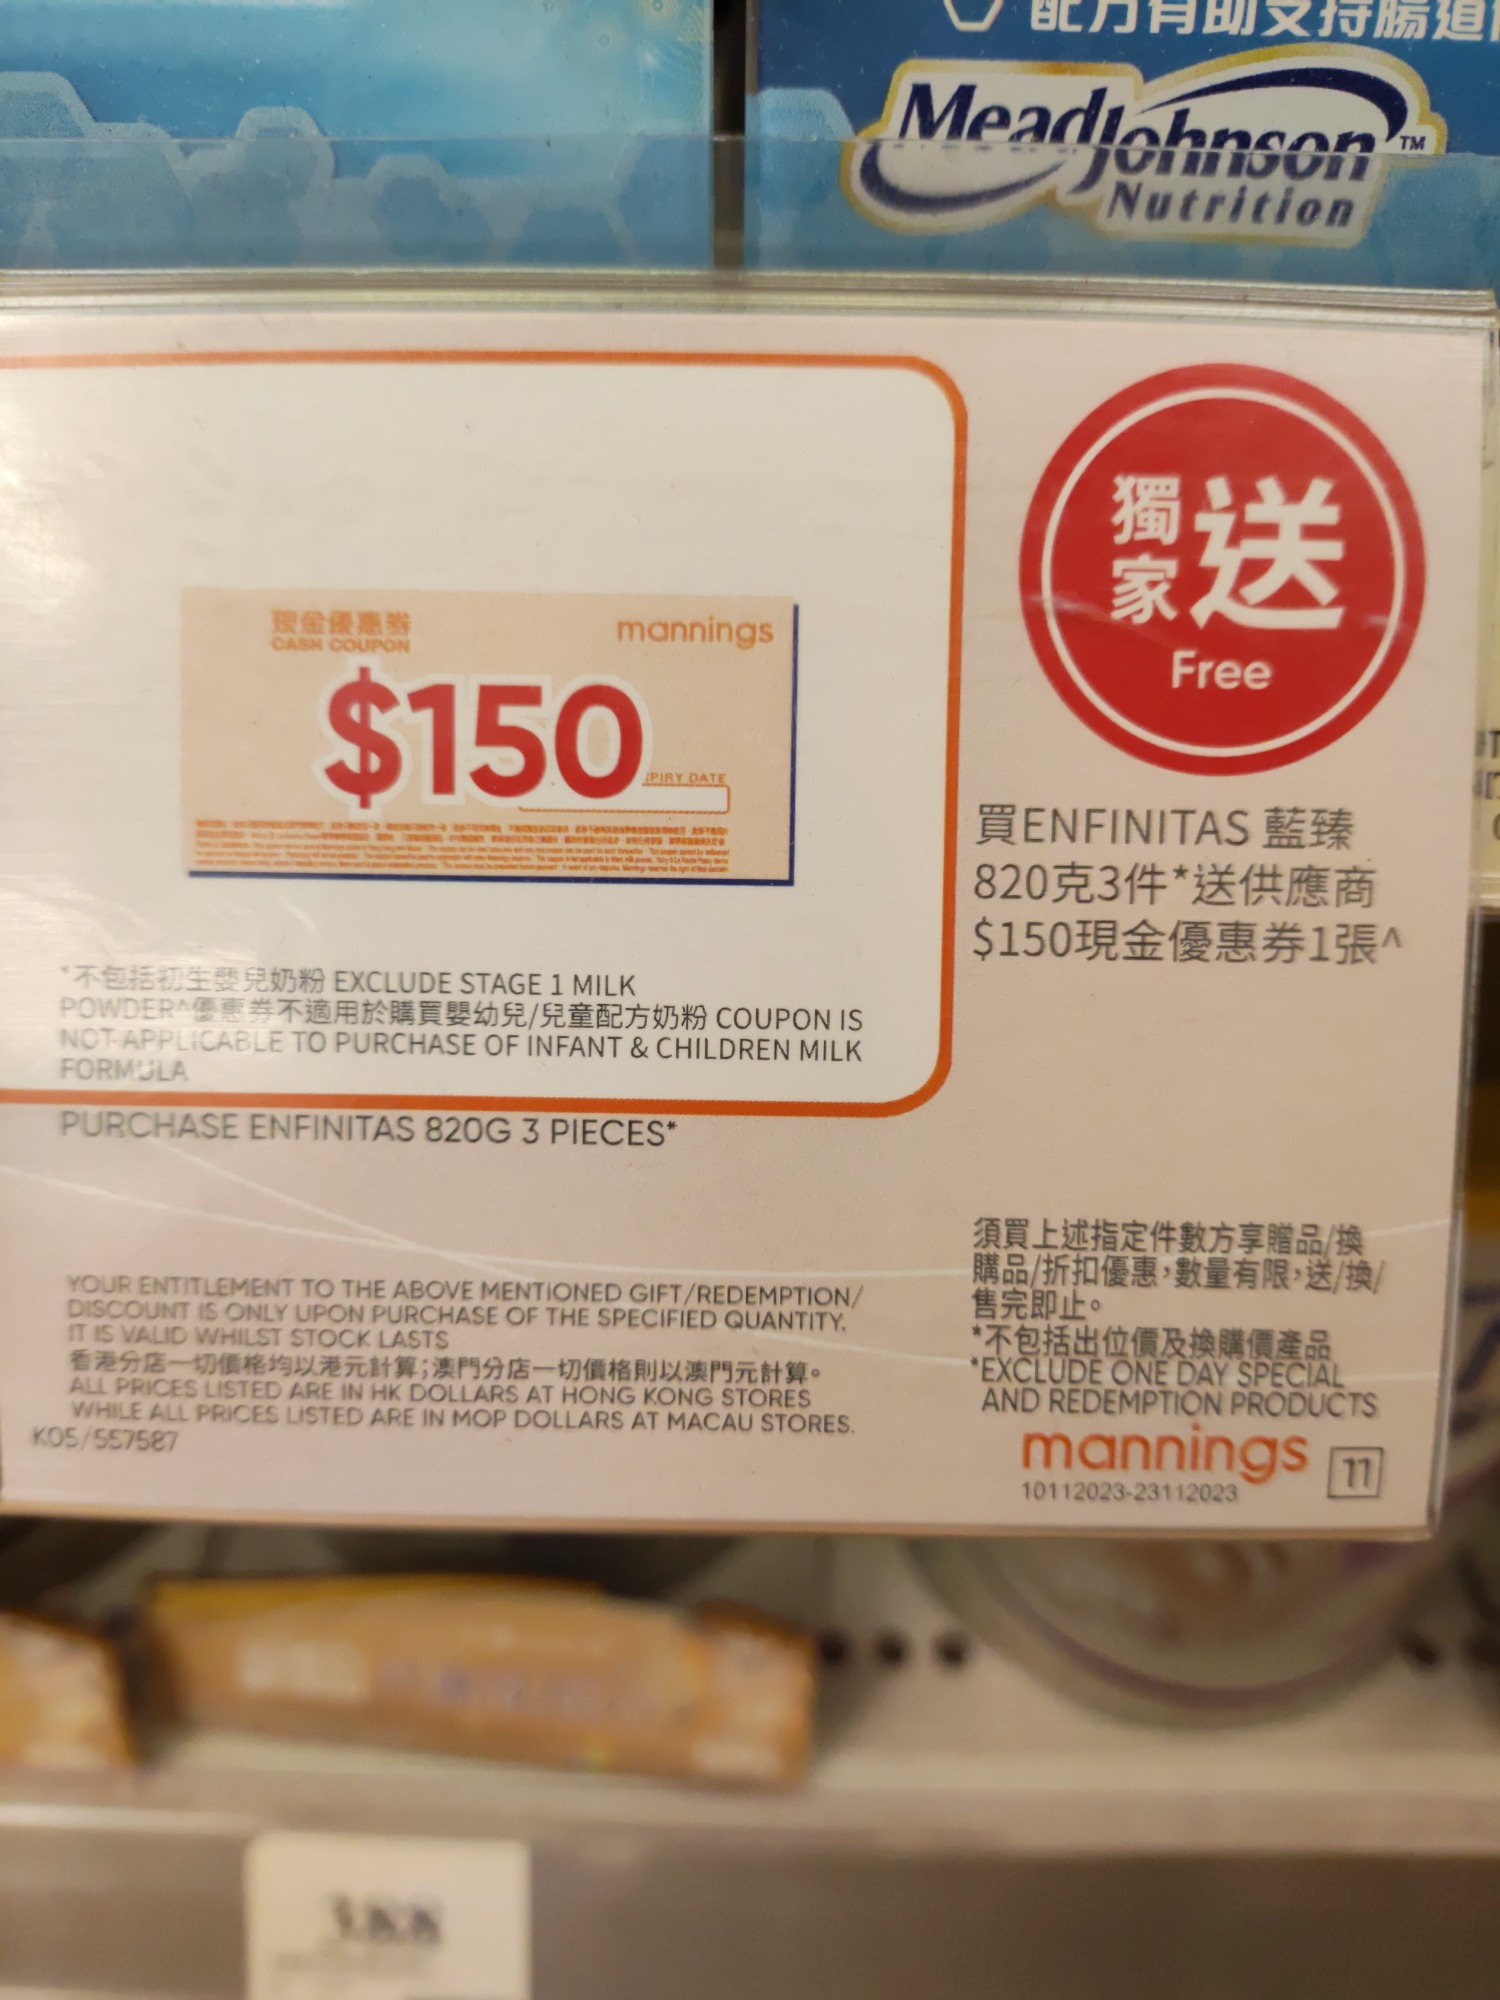 配方有助支持腸道
MeadJohnson™
Nutrition
獨家送
Free
現金優惠券
CASH COUPON
mannings
$150
PIRY DATE
買ENFINITAS 藍臻
820克3件*送供應商
$150現金優惠券1張^
*不包括初生嬰兒奶粉 EXCLUDE STAGE 1 MILK
POWDER^優惠券不適用於購買嬰幼兒/兒童配方奶粉 COUPON IS
NOT APPLICABLE TO PURCHASE OF INFANT & CHILDREN MILK
FORMULA
PURCHASE ENFINITAS 820G 3 PIECES*
須買上述指定件數方享贈品/換
購品/折扣優惠，數量有限，送/換/
售完即止。
*不包括出位價及換購價產品
*EXCLUDE ONE DAY SPECIAL
AND REDEMPTION PRODUCTS
YOUR ENTITLEMENT TO THE ABOVE MENTIONED GIFT/REDEMPTION/
DISCOUNT IS ONLY UPON PURCHASE OF THE SPECIFIED QUANTITY.
IT IS VALID WHILST STOCK LASTS
香港分店一切價格均以港元計算；澳門分店一切價格則以澳門元計算。
ALL PRICES LISTED ARE IN HK DOLLARS AT HONG KONG STORES
WHILE ALL PRICES LISTED ARE IN MOP DOLLARS AT MACAU STORES.
K05/557587
mannings
11
10112023-23112023